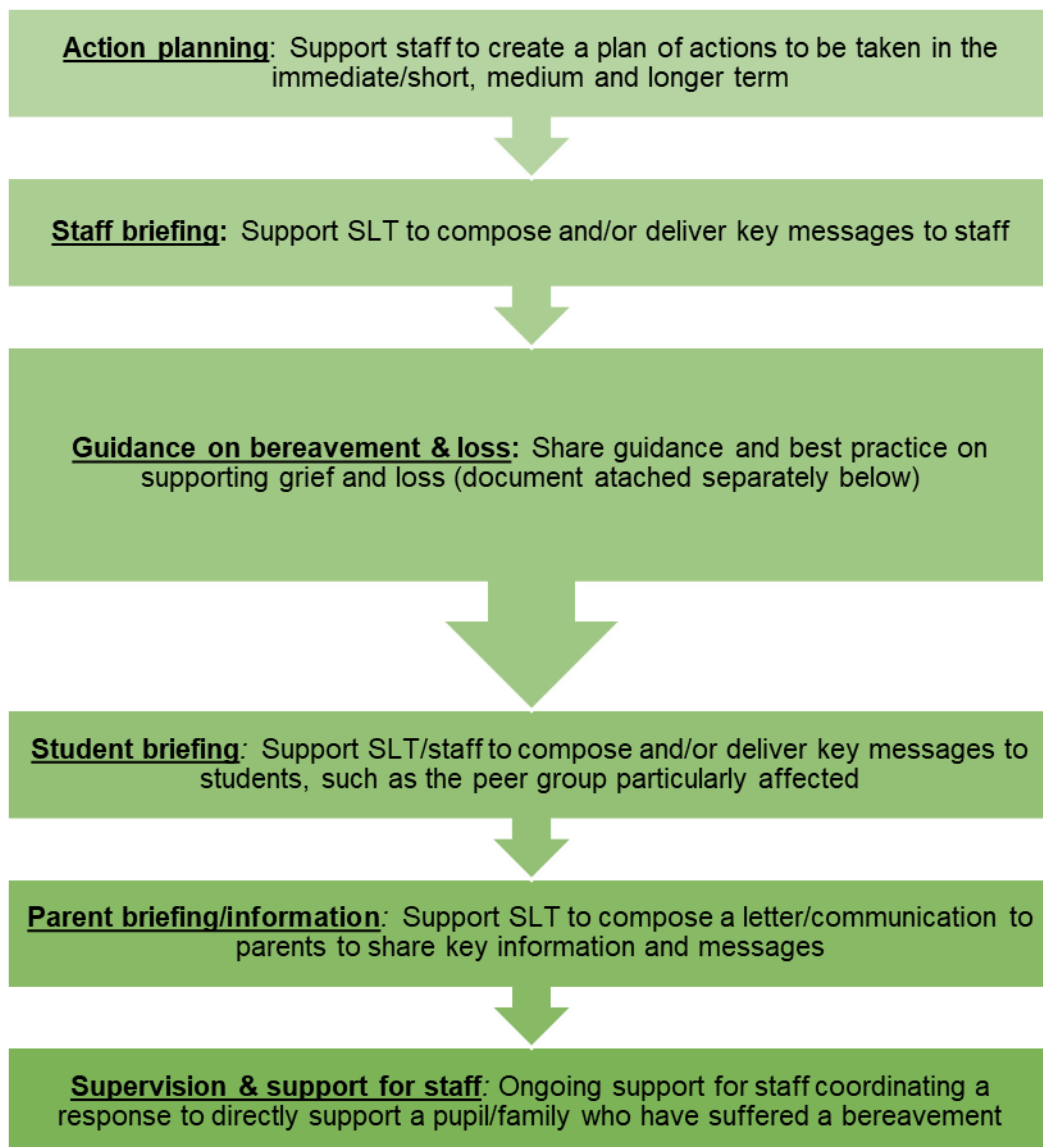 Action planning: Support staff to create a plan of actions to be taken in the
immediate/short, medium and longer term
Staff briefing: Support SLT to compose and/or deliver key messages to staff
Guidance on bereavement & loss: Share guidance and best practice on
supporting grief and loss (document atached separately below)
Student briefing: Support SLT/staff to compose and/or deliver key messages to
students, such as the peer group particularly affected
Parent briefing/information: Support SLT to compose a letter/communication to
parents to share key information and messages
Supervision & support for staff: Ongoing support for staff coordinating a
response to directly support a pupil/family who have suffered a bereavement